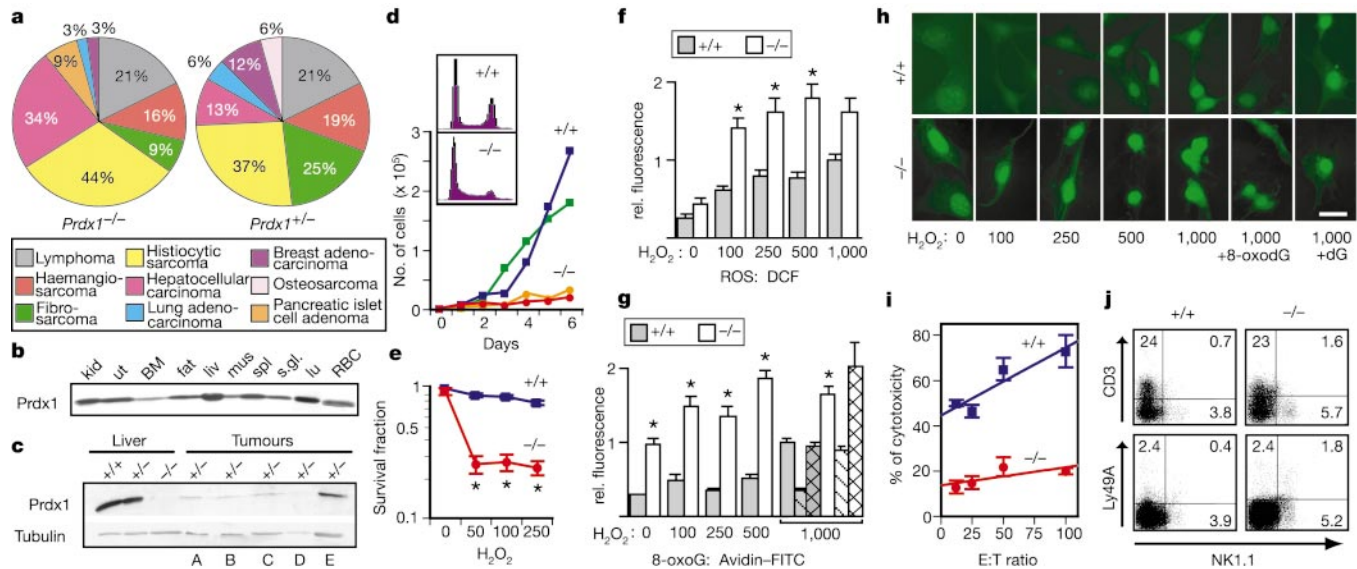 a
3%
3%
9%
21%
34%
16%
9%
44%
Prdx1−/−
6%
12%
6%
21%
13%
19%
37%
25%
Prdx1+/−
Lymphoma
Histiocytic
sarcoma
Breast adeno-
carcinoma
Haemangio-
sarcoma
Hepatocellular
carcinoma
Osteosarcoma
Fibro-
sarcoma
Lung adeno-
carcinoma
Pancreatic islet
cell adenoma
b
kid ut BM fat liv mus spl s.gl. lu RBC
Prdx1
c
Liver Tumours
+/+ +/− −/− +/− +/− +/− +/− +/−
Prdx1
Tubulin
A B C D E
d
+/+
−/−
No. of cells (x 10⁵)
3
2
1
0
+/+
−/−
0 2 4 6
Days
e
Survival fraction
1
0.5
0.1
+/+
−/−
* * *
0 50 100 250
H2O2
f
+/+ −/−
rel. fluorescence
2
1
* * *
H2O2: 0 100 250 500 1,000
ROS: DCF
g
+/+ −/−
rel. fluorescence
2
1
0
* * * * *
H2O2: 0 100 250 500 1,000
8-oxoG: Avidin–FITC
h
+/+
−/−
H2O2: 0 100 250 500 1,000 1,000 1,000
+8-oxodG +dG
i
% of cytotoxicity
80
60
40
20
0
+/+
−/−
0 25 50 75 100
E:T ratio
j
+/+ −/−
CD3
24 0.7
3.8
23 1.6
5.7
Ly49A
2.4 0.4
3.9
2.4 1.8
5.2
NK1.1